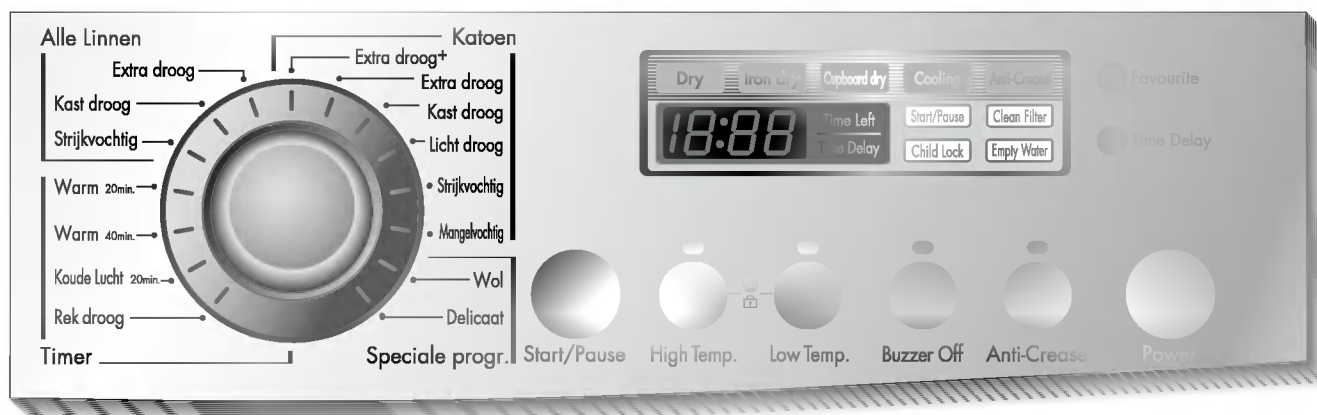 Alle Linnen
Extra droog
Kast droog
Strijkvochtig
Warm 20min.
Warm 40min.
Koude Lucht 20min.
Rek droog
Timer
Katoen
Extra droog+
Extra droog
Kast droog
Licht droog
Strijkvochtig
Mangelvochtig
Wol
Delicaat
Speciale progr.
Dry Iron dry Cupboard dry Cooling Anti-Crease
18:88
Time Left
Time Delay
Start/Pause Clean Filter
Child Lock Empty Water
Favourite
Time Delay
Start/Pause High Temp. Low Temp. Buzzer Off Anti-Crease Power